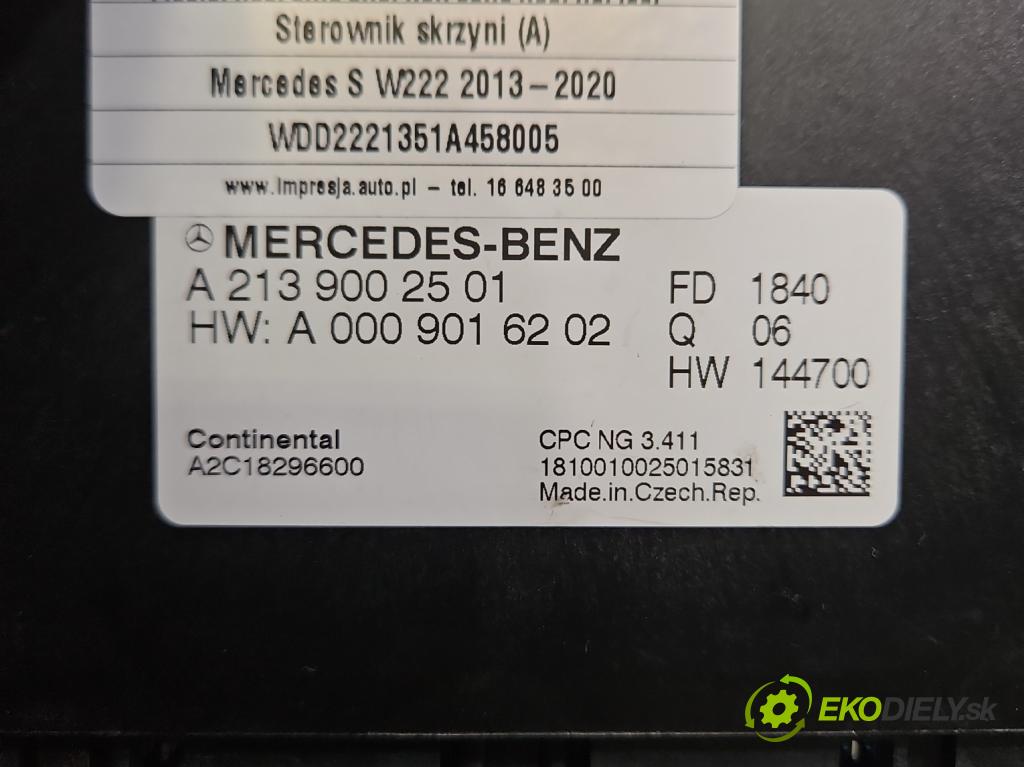 Sterownik skrzyni (A)
Mercedes S W222 2013-2020
WDD2221351A458005
www.impresja.auto.pl - tel. 16 648 35 00
MERCEDES-BENZ
A 213 900 25 01
HW: A 000 901 62 02
FD 1840
Q 06
HW 144700
Continental
A2C18296600
CPC NG 3.411
1810010025015831
Made.in.Czech.Rep.
EKODIELY.sk